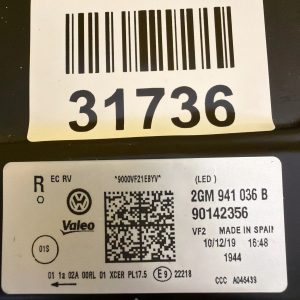 31736
R
O
EC RV
*9000VF21EBYV*
(LED)
2GM 941 036 B
90142356
Valeo
VF2 MADE IN SPAIN
10/12/19 16:48
01S
1944
01 1a 02A 00RL 01 XCER PL17.5 E9 22218
CCC A046439